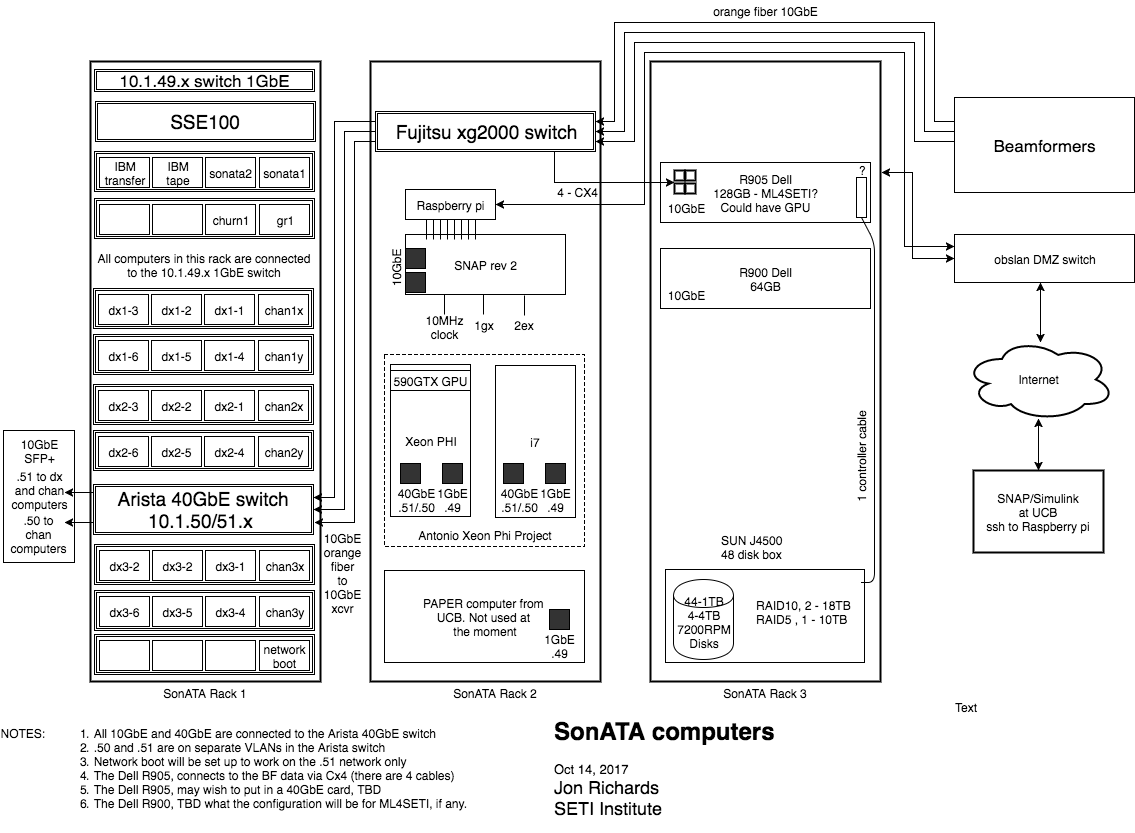 orange fiber 10GbE
10.1.49.x switch 1GbE
SSE100
IBM
transfer
IBM
tape
sonata2
sonata1
churn1
gr1
All computers in this rack are connected
to the 10.1.49.x 1GbE switch
dx1-3
dx1-2
dx1-1
chan1x
dx1-6
dx1-5
dx1-4
chan1y
dx2-3
dx2-2
dx2-1
chan2x
dx2-6
dx2-5
dx2-4
chan2y
10GbE
SFP+
.51 to dx
and chan
computers
.50 to
chan
computers
Arista 40GbE switch
10.1.50/51.x
dx3-2
dx3-2
dx3-1
chan3x
dx3-6
dx3-5
dx3-4
chan3y
network
boot
SonATA Rack 1
10GbE
orange
fiber
to
10GbE
xcvr
Fujitsu xg2000 switch
4 - CX4
Raspberry pi
10GbE
SNAP rev 2
10MHz
clock
1gx
2ex
590GTX GPU
Xeon PHI
40GbE
.51/.50
1GbE
.49
i7
40GbE
.51/.50
1GbE
.49
Antonio Xeon Phi Project
PAPER computer from
UCB. Not used at
the moment
1GbE
.49
SonATA Rack 2
R905 Dell
128GB - ML4SETI?
Could have GPU
10GbE
?
R900 Dell
64GB
10GbE
1 controller cable
SUN J4500
48 disk box
44-1TB
4-4TB
7200RPM
Disks
RAID10, 2 - 18TB
RAID5 , 1 - 10TB
SonATA Rack 3
Beamformers
obslan DMZ switch
Internet
SNAP/Simulink
at UCB
ssh to Raspberry pi
Text
NOTES:
1. All 10GbE and 40GbE are connected to the Arista 40GbE switch
2. .50 and .51 are on separate VLANs in the Arista switch
3. Network boot will be set up to work on the .51 network only
4. The Dell R905, connects to the BF data via Cx4 (there are 4 cables)
5. The Dell R905, may wish to put in a 40GbE card, TBD
6. The Dell R900, TBD what the configuration will be for ML4SETI, if any.
SonATA computers
Oct 14, 2017
Jon Richards
SETI Institute